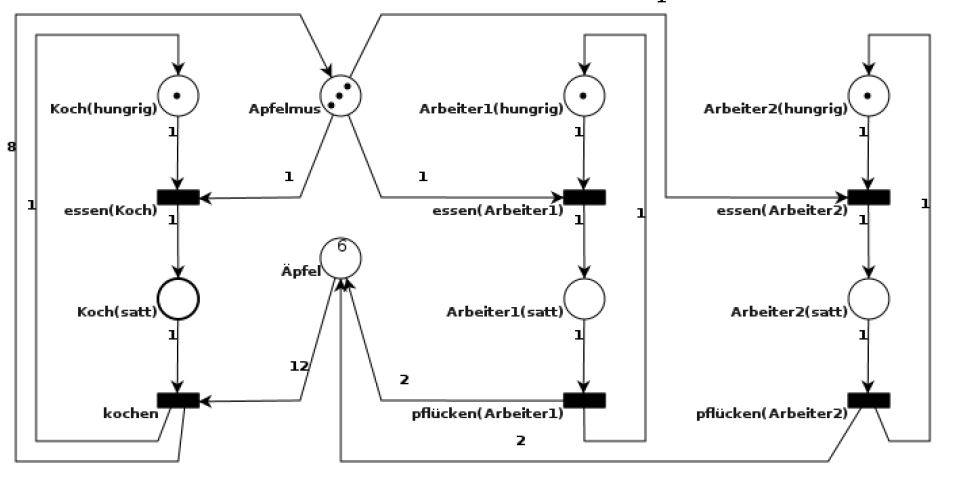 1
Koch(hungrig)
Apfelmus
Arbeiter1(hungrig)
Arbeiter2(hungrig)
1
1
1
8
1
1
1
1
1
essen(Koch)
essen(Arbeiter1)
essen(Arbeiter2)
1
1
1
1
6
Äpfel
Koch(satt)
Arbeiter1(satt)
Arbeiter2(satt)
1
1
1
12
2
kochen
pflücken(Arbeiter1)
pflücken(Arbeiter2)
2